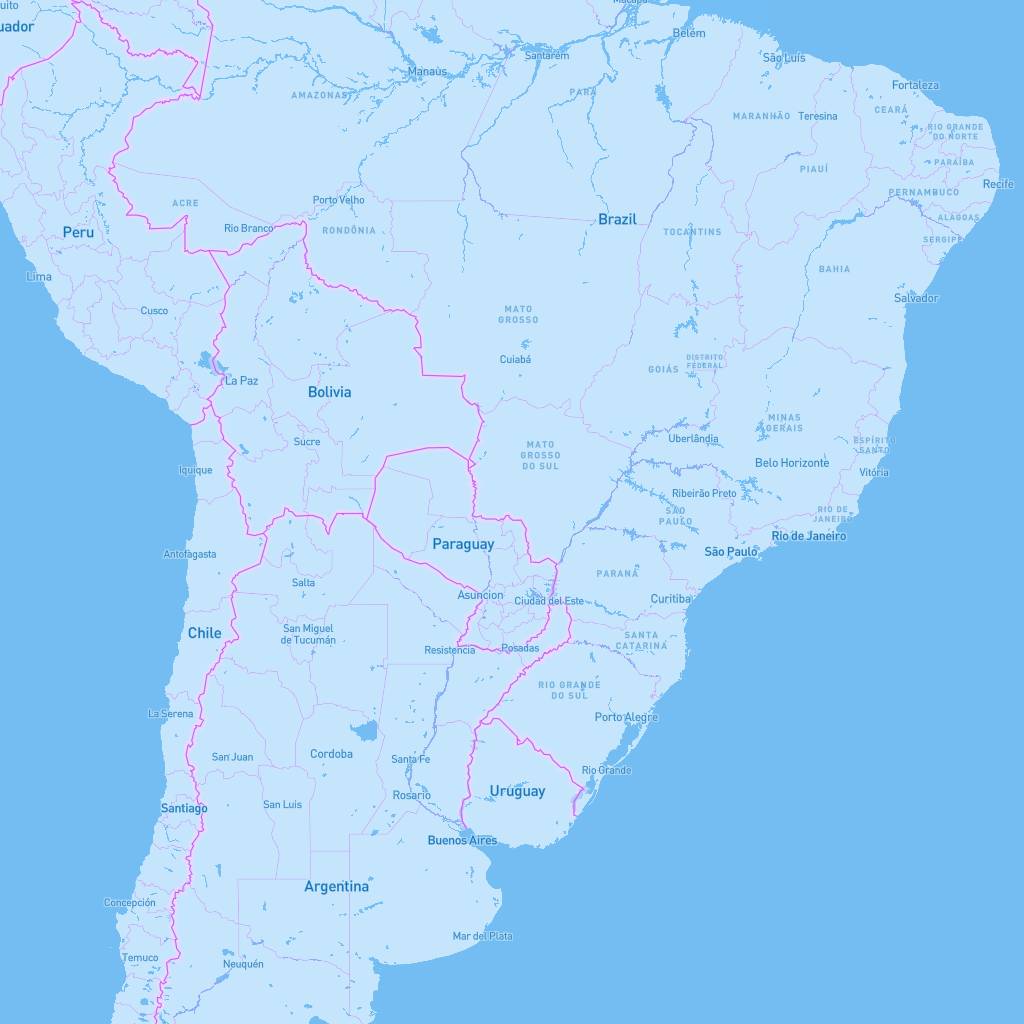 uito
uador
Macapá
Belém
Santarém
São Luís
Manaus
AMAZONAS
PARÁ
Fortaleza
CEARÁ
MARANHÃO
Teresina
RIO GRANDE
DO NORTE
PARAÍBA
PIAUÍ
Recife
PERNAMBUCO
ACRE
Porto Velho
ALAGOAS
Brazil
Rio Branco
RONDÔNIA
Peru
TOCANTINS
SERGIPE
BAHIA
Lima
Salvador
Cusco
MATO
GROSSO
Cuiabá
DISTRITO
FEDERAL
GOIÁS
La Paz
Bolivia
MINAS
GERAIS
Uberlândia
Sucre
ESPÍRITO
SANTO
MATO
GROSSO
DO SUL
Belo Horizonte
Vitória
Iquique
Ribeirão Preto
RIO DE
JANEIRO
SÃO
PAULO
Rio de Janeiro
Paraguay
São Paulo
Antofagasta
PARANÁ
Salta
Asuncion
Ciudad del Este
Curitiba
Chile
San Miguel
de Tucumán
SANTA
CATARINA
Resistencia
Posadas
RIO GRANDE
DO SUL
La Serena
Porto Alegre
San Juan
Cordoba
Santa Fe
Rio Grande
Uruguay
Rosario
Santiago
San Luis
Buenos Aires
Argentina
Concepción
Mar del Plata
Temuco
Neuquén